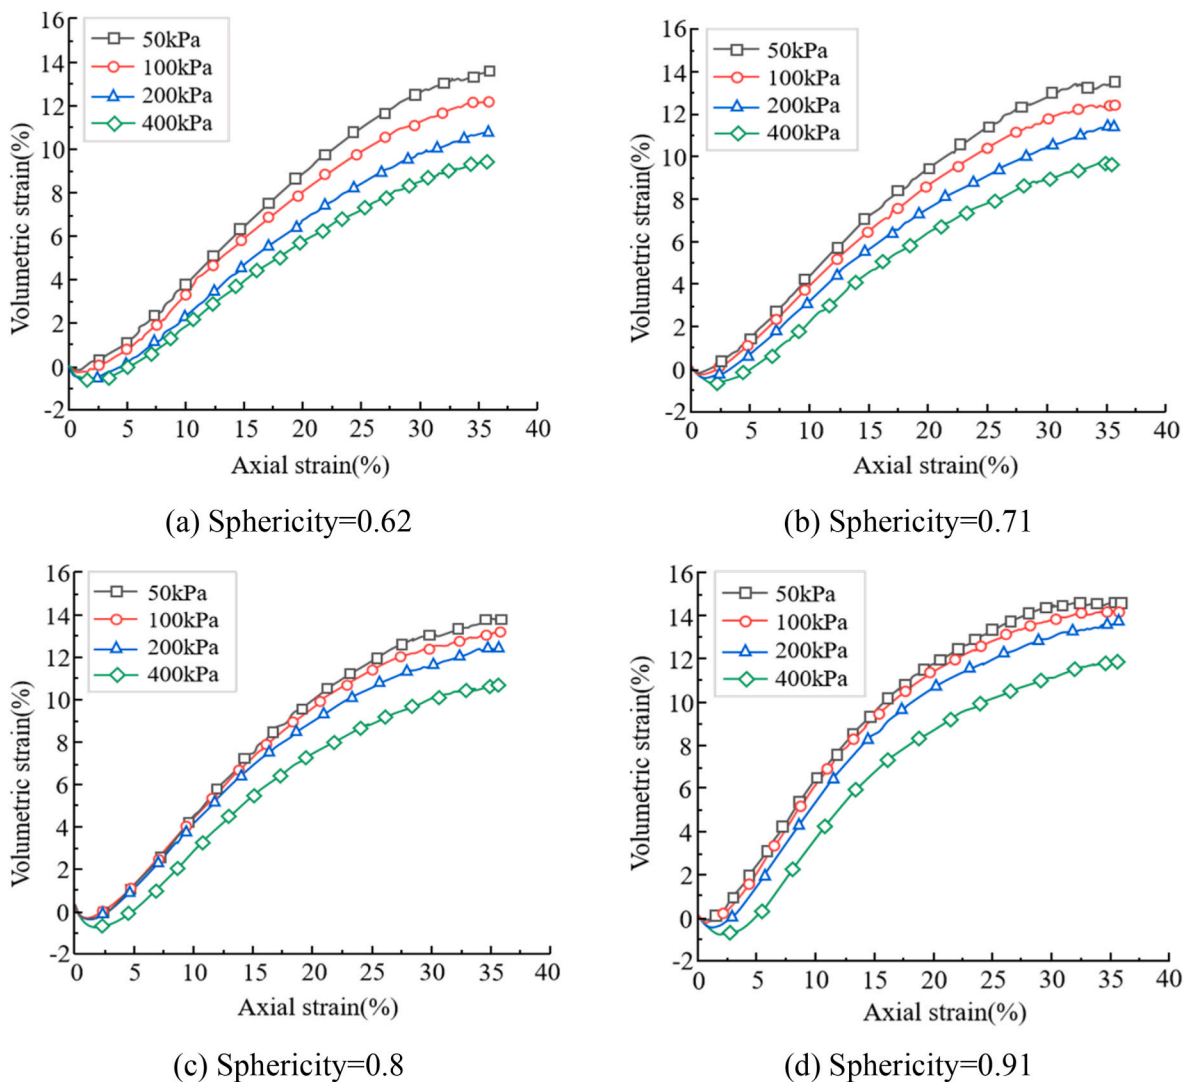 16
14
12
10
8
6
4
2
0
-2
Volumetric strain(%)
50kPa
100kPa
200kPa
400kPa
0 5 10 15 20 25 30 35 40
Axial strain(%)
(a) Sphericity=0.62
16
14
12
10
8
6
4
2
0
-2
Volumetric strain(%)
50kPa
100kPa
200kPa
400kPa
0 5 10 15 20 25 30 35 40
Axial strain(%)
(b) Sphericity=0.71
16
14
12
10
8
6
4
2
0
-2
Volumetric strain(%)
50kPa
100kPa
200kPa
400kPa
0 5 10 15 20 25 30 35 40
Axial strain(%)
(c) Sphericity=0.8
16
14
12
10
8
6
4
2
0
-2
Volumetric strain(%)
50kPa
100kPa
200kPa
400kPa
0 5 10 15 20 25 30 35 40
Axial strain(%)
(d) Sphericity=0.91